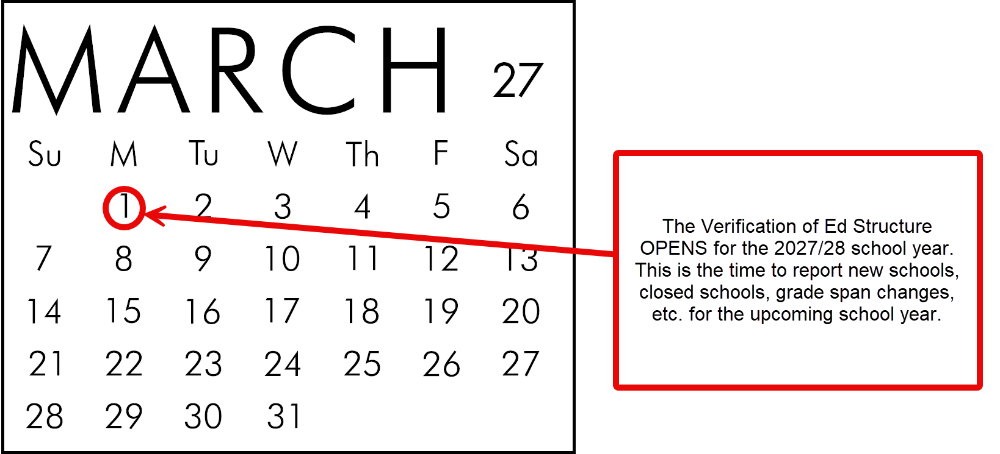 MARCH 27
Su M Tu W Th F Sa
1 2 3 4 5 6
7 8 9 10 11 12 13
14 15 16 17 18 19 20
21 22 23 24 25 26 27
28 29 30 31
The Verification of Ed Structure
OPENS for the 2027/28 school year.
This is the time to report new schools,
closed schools, grade span changes,
etc. for the upcoming school year.